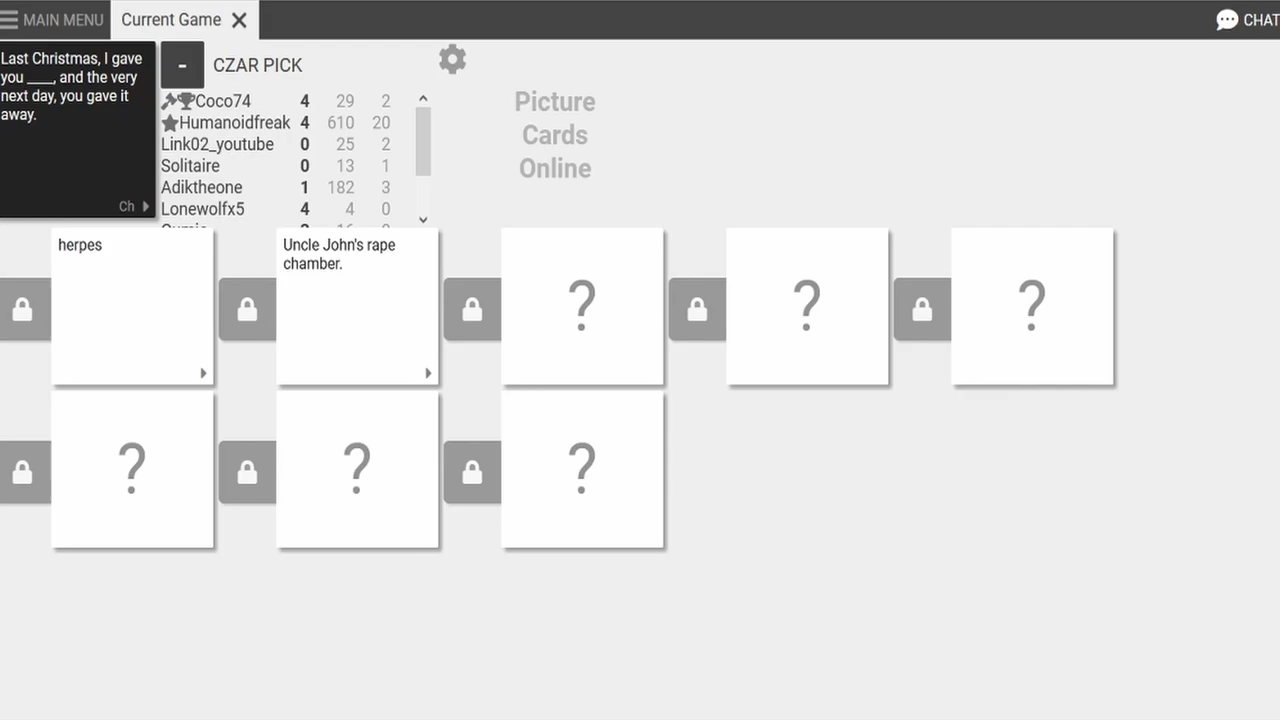 MAIN MENU
Current Game
CHAT
Last Christmas, I gave
you ____, and the very
next day, you gave it
away.
Ch
-
CZAR PICK
Coco74 4 29 2
Humanoidfreak 4 610 20
Link02_youtube 0 25 2
Solitaire 0 13 1
Adiktheone 1 182 3
Lonewolfx5 4 4 0
Picture
Cards
Online
herpes
Uncle John's rape
chamber.
?
?
?
?
?
?